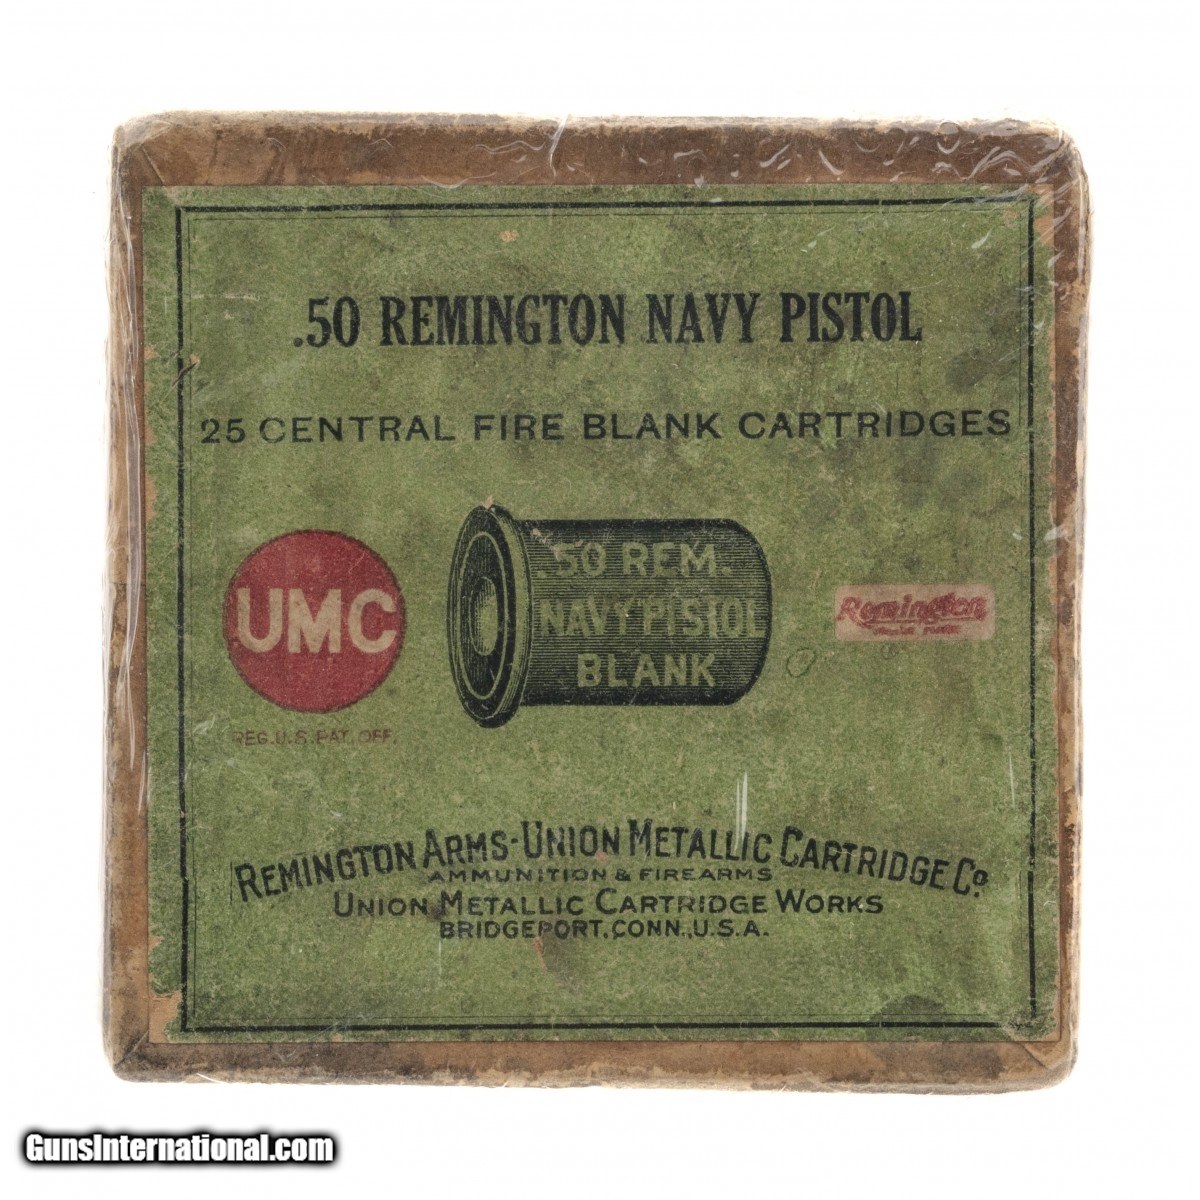 .50 REMINGTON NAVY PISTOL
25 CENTRAL FIRE BLANK CARTRIDGES
UMC
REG. U.S. PAT. OFF.
.50 REM.
NAVY PISTOL
BLANK
Remington
REMINGTON ARMS-UNION METALLIC CARTRIDGE Co.
AMMUNITION & FIREARMS
UNION METALLIC CARTRIDGE WORKS
BRIDGEPORT, CONN., U.S.A.
GunsInternational.com